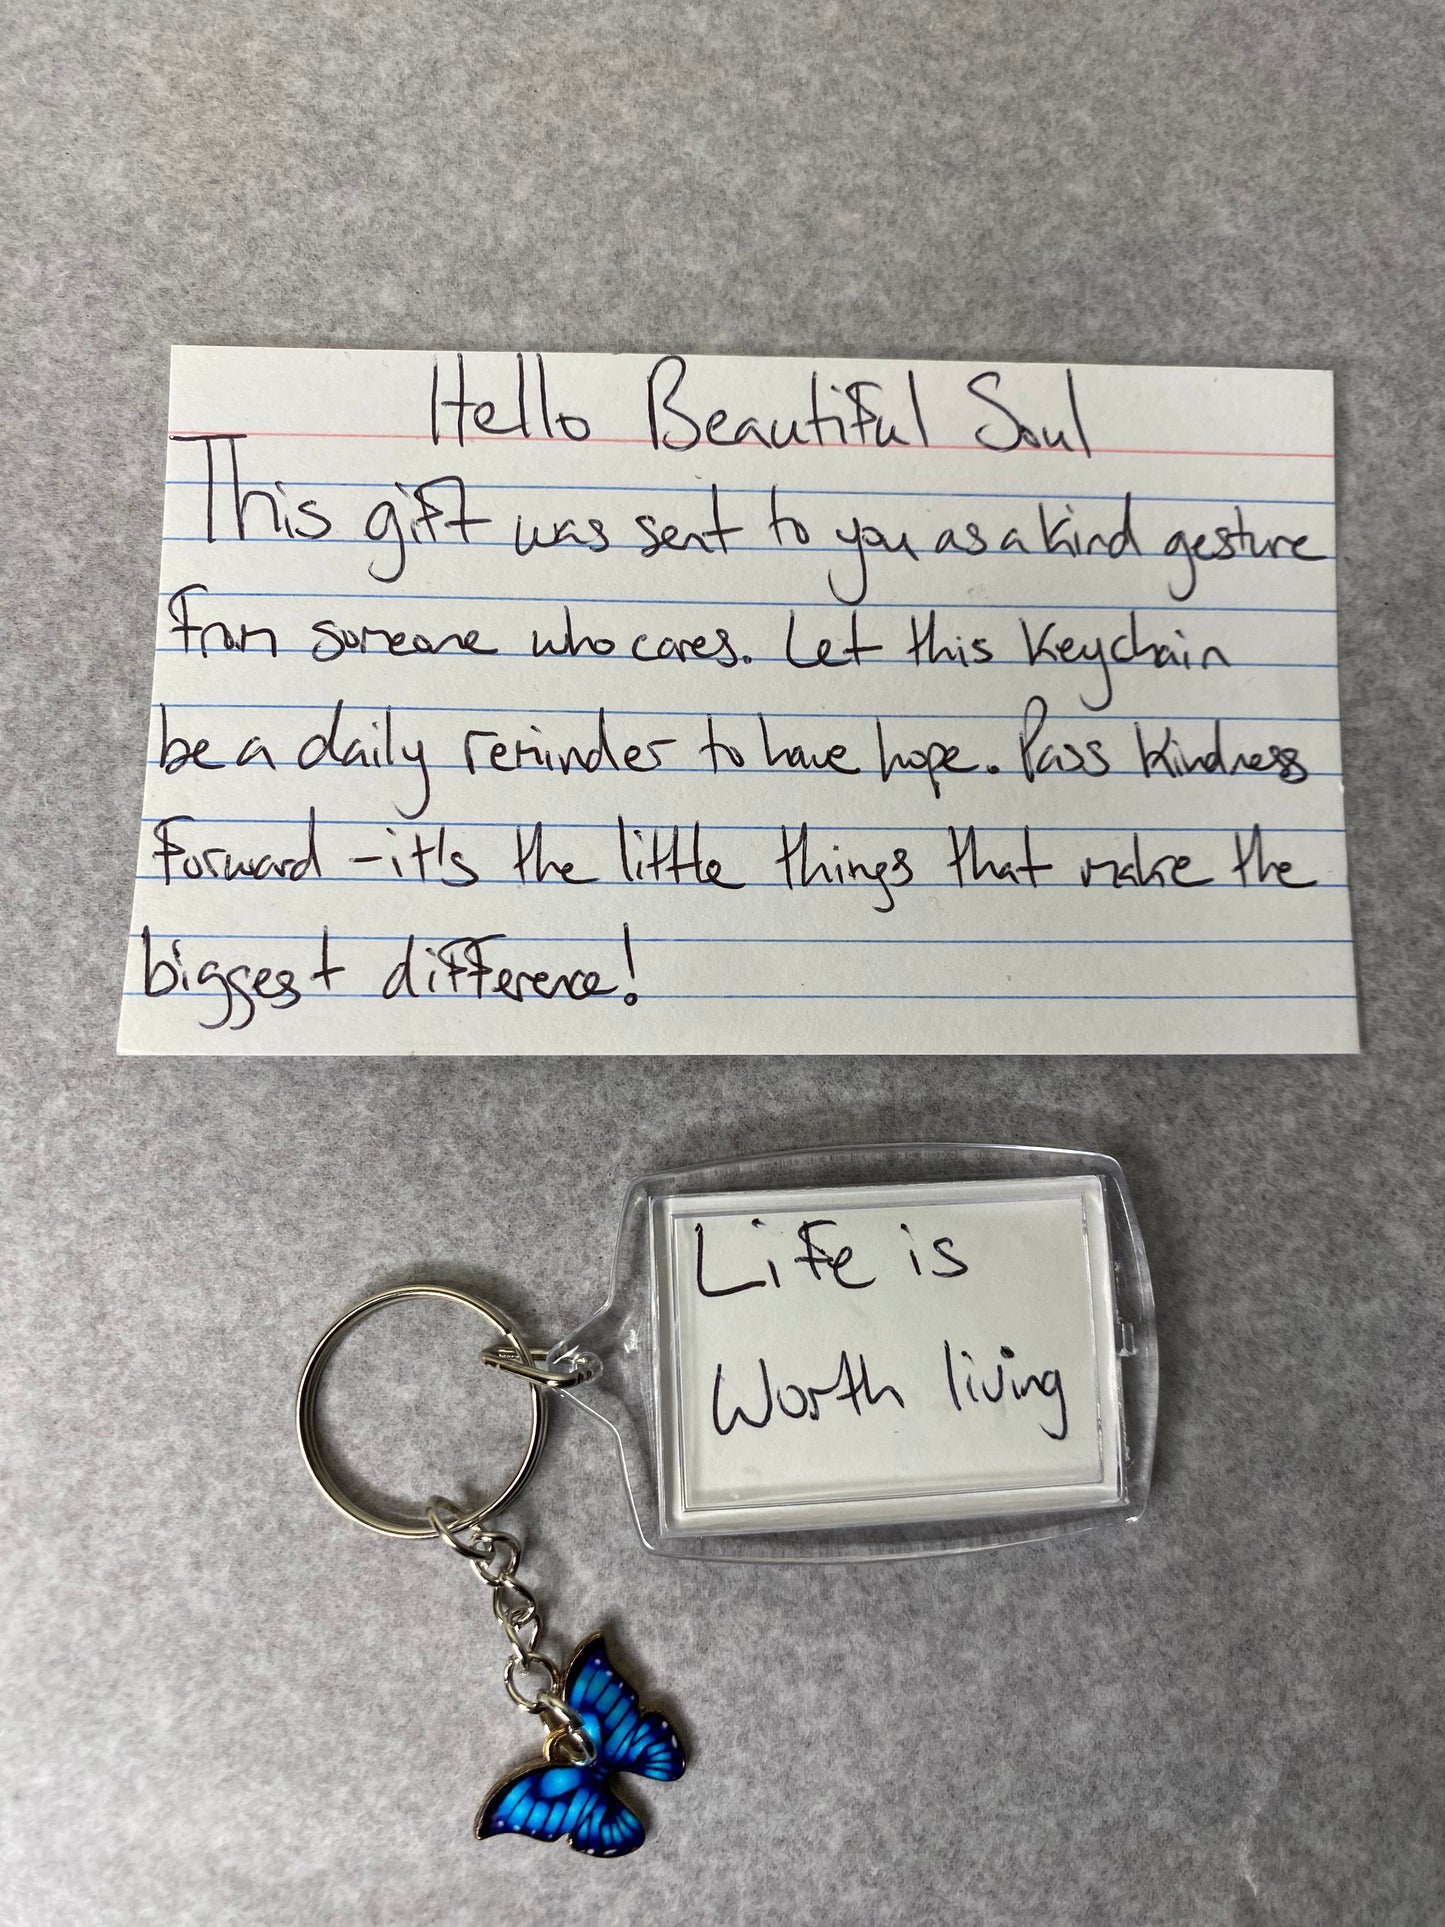 Hello Beautiful Soul
This gift was sent to you as a kind gesture
From someone who cares. Let this Keychain
be a daily reminder to have hope. Pass Kindness
Forward - it's the little things that make the
biggest difference!
Life is
Worth living